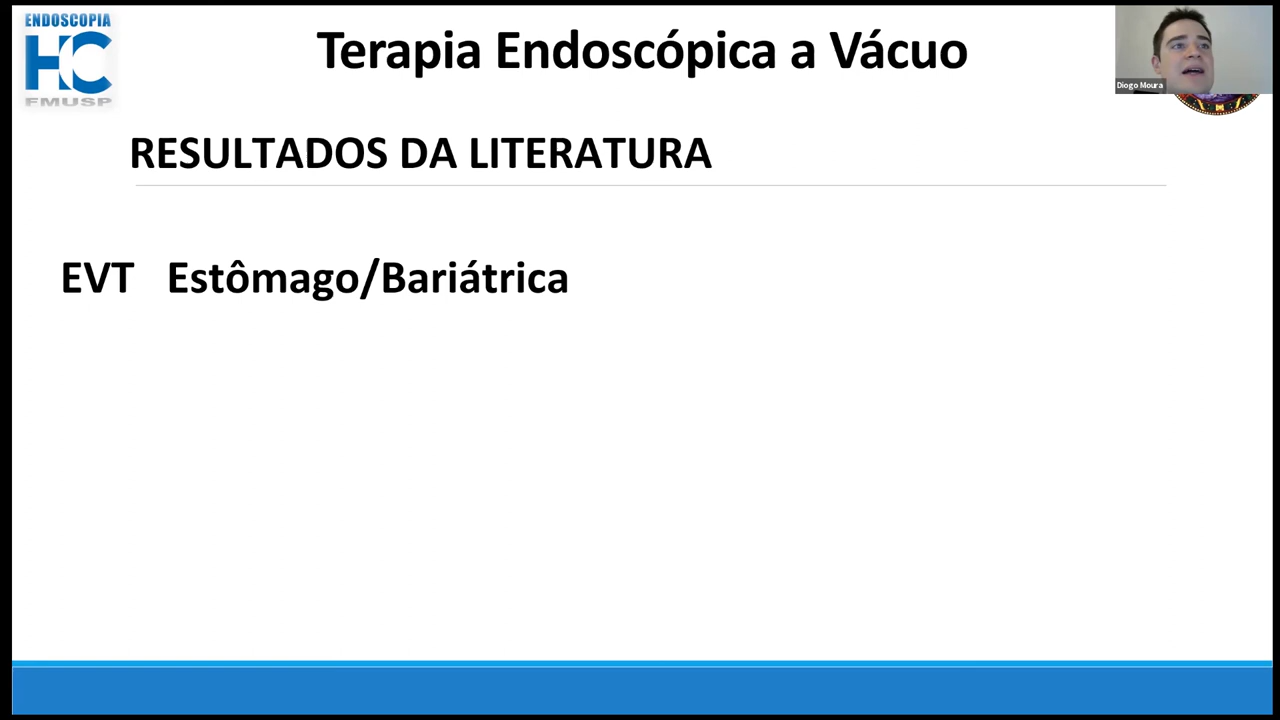 ENDOSCOPIA
HC
FMUSP
Terapia Endoscópica a Vácuo
Diogo Moura
RESULTADOS DA LITERATURA
EVT Estômago/Bariátrica